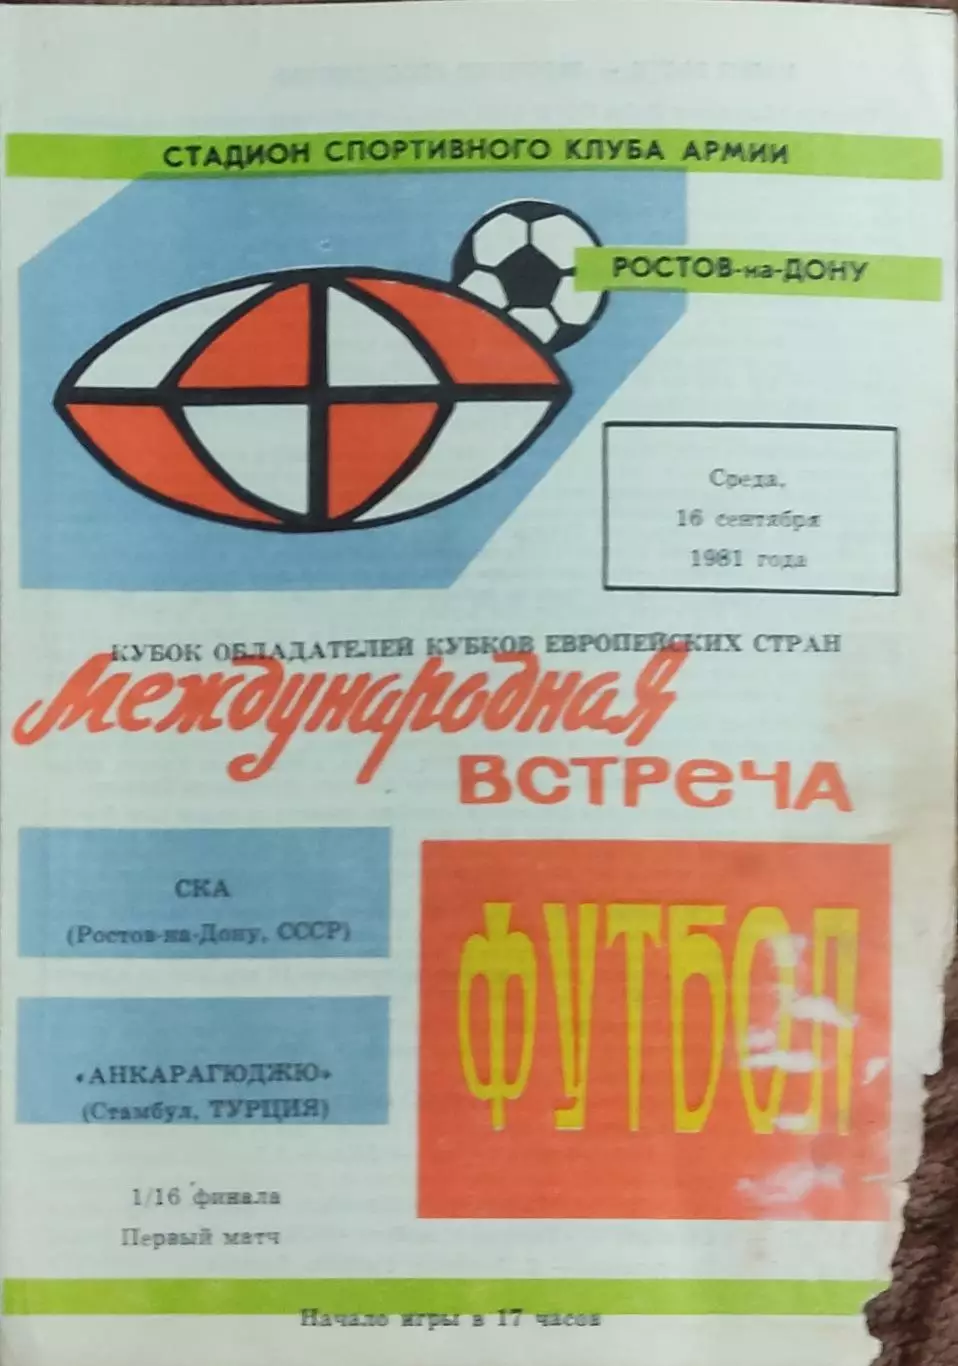 СТАДИОН СПОРТИВНОГО КЛУБА АРМИИ
РОСТОВ-на-ДОНУ
Среда,
16 сентября
1981 года
КУБОК ОБЛАДАТЕЛЕЙ КУБКОВ ЕВРОПЕЙСКИХ СТРАН
Международная
ВСТРЕЧА
СКА
(Ростов-на-Дону, СССР)
ФУТБОЛ
«АНКАРАГЮДЖЮ»
(Стамбул, ТУРЦИЯ)
1/16 финала
Первый матч
Начало игры в 17 часов